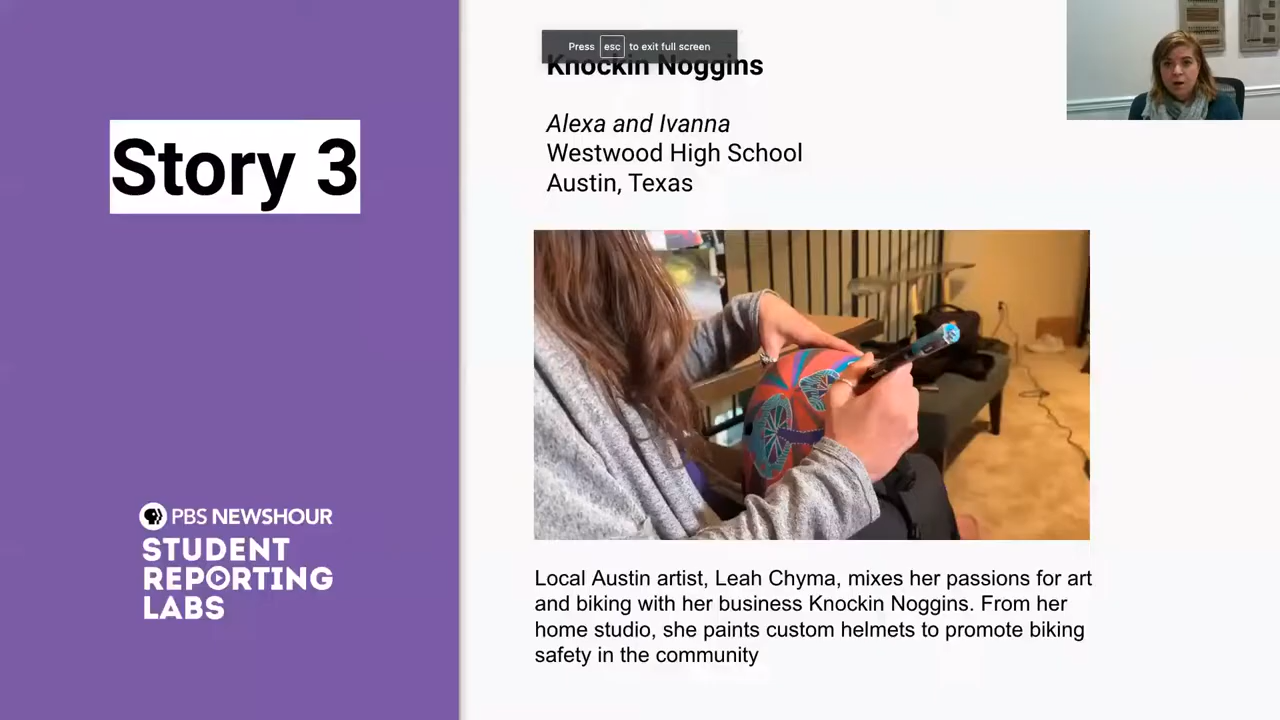 Story 3
PBS NEWSHOUR
STUDENT
REPORTING
LABS
Press esc to exit full screen
Knockin Noggins
Alexa and Ivanna
Westwood High School
Austin, Texas
Local Austin artist, Leah Chyma, mixes her passions for art
and biking with her business Knockin Noggins. From her
home studio, she paints custom helmets to promote biking
safety in the community